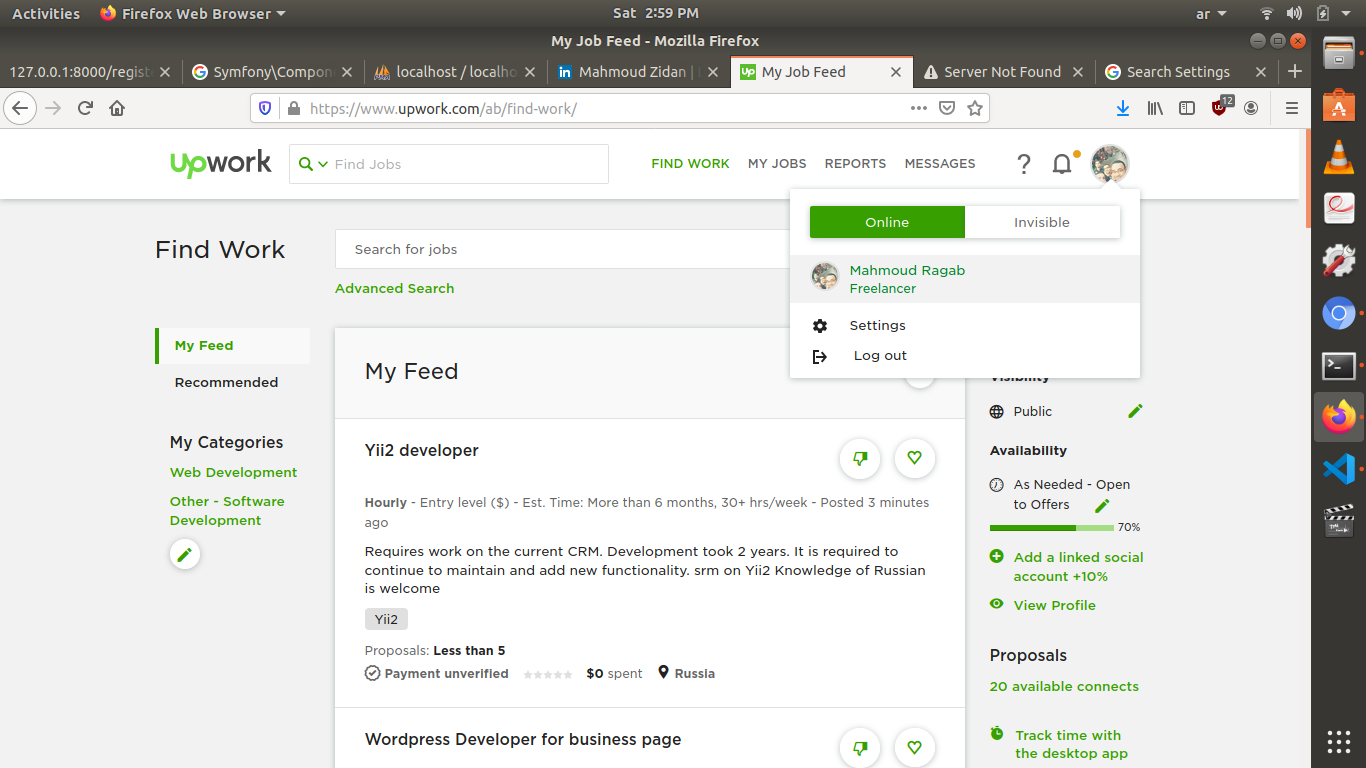 Activities Firefox Web Browser Sat 2:59 PM ar
My Job Feed - Mozilla Firefox
127.0.0.1:8000/regist Symfony\Compon localhost / localho Mahmoud Zidan | My Job Feed Server Not Found Search Settings
https://www.upwork.com/ab/find-work/ 12
upwork Find Jobs FIND WORK MY JOBS REPORTS MESSAGES
Online Invisible
Find Work Search for jobs
Mahmoud Ragab
Freelancer
Advanced Search
Settings
Log out
My Feed
Recommended
My Categories
Web Development
Other - Software
Development
My Feed
Yii2 developer
Hourly - Entry level ($) - Est. Time: More than 6 months, 30+ hrs/week - Posted 3 minutes
ago
Requires work on the current CRM. Development took 2 years. It is required to
continue to maintain and add new functionality. srm on Yii2 Knowledge of Russian
is welcome
Yii2
Proposals: Less than 5
Payment unverified $0 spent Russia
Wordpress Developer for business page
Visibility
Public
Availability
As Needed - Open
to Offers
70%
Add a linked social
account +10%
View Profile
Proposals
20 available connects
Track time with
the desktop app